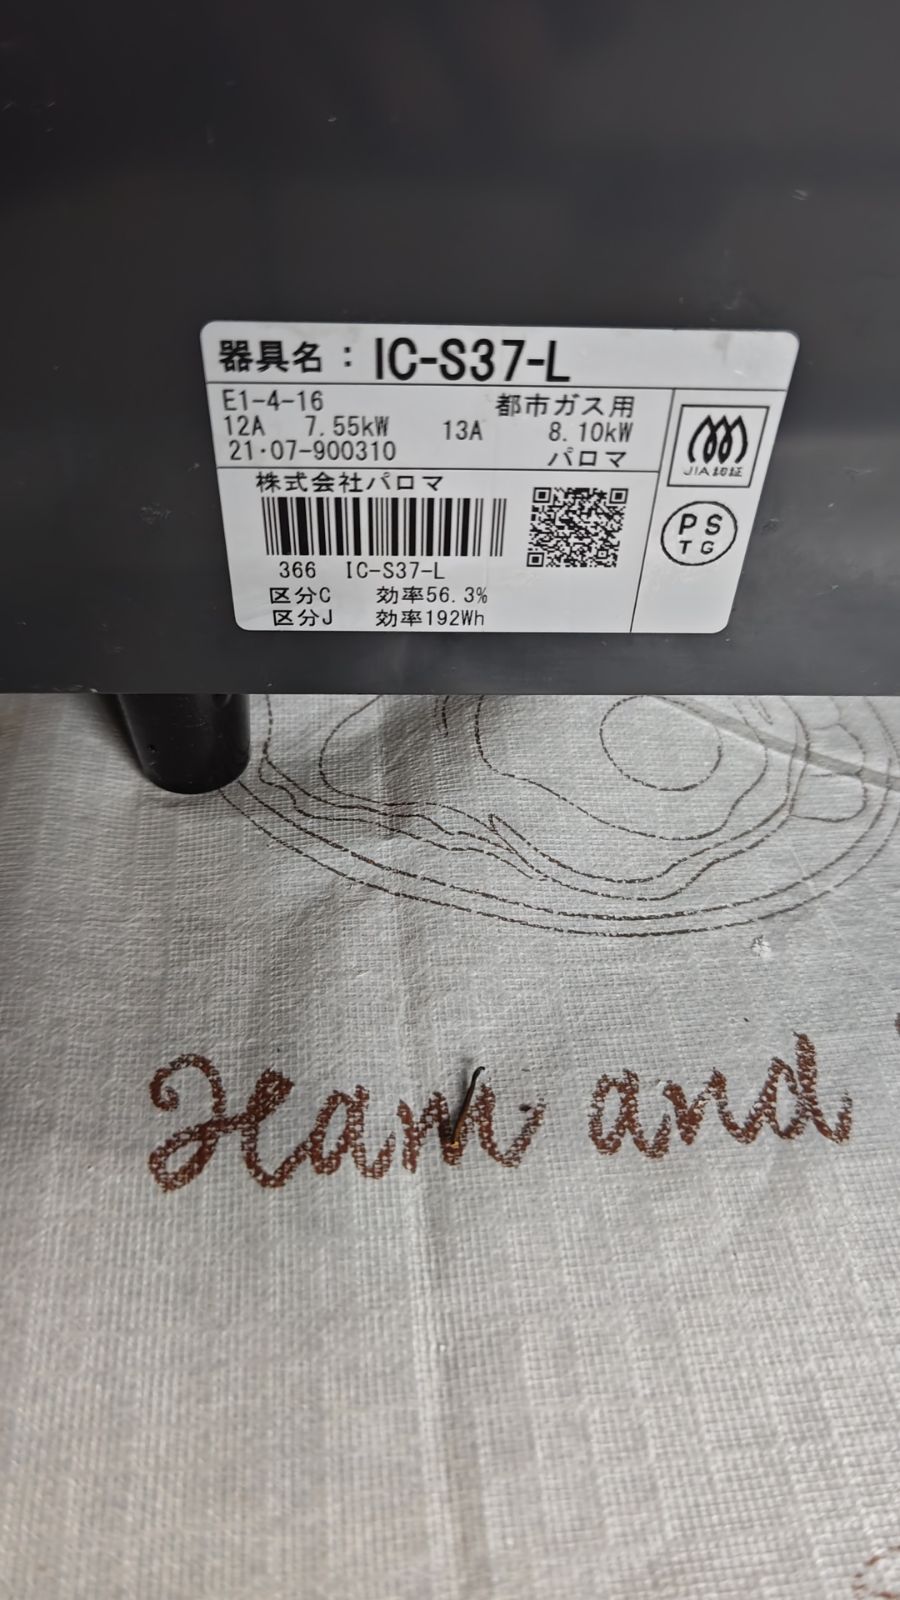 器具名：IC-S37-L
E1-4-16 都市ガス用
12A 7.55kW 13A 8.10kW
21·07-900310 パロマ
JIA認証
株式会社パロマ
PS
TG
366 IC-S37-L
区分C 効率56.3%
区分J 効率192Wh
Ham and